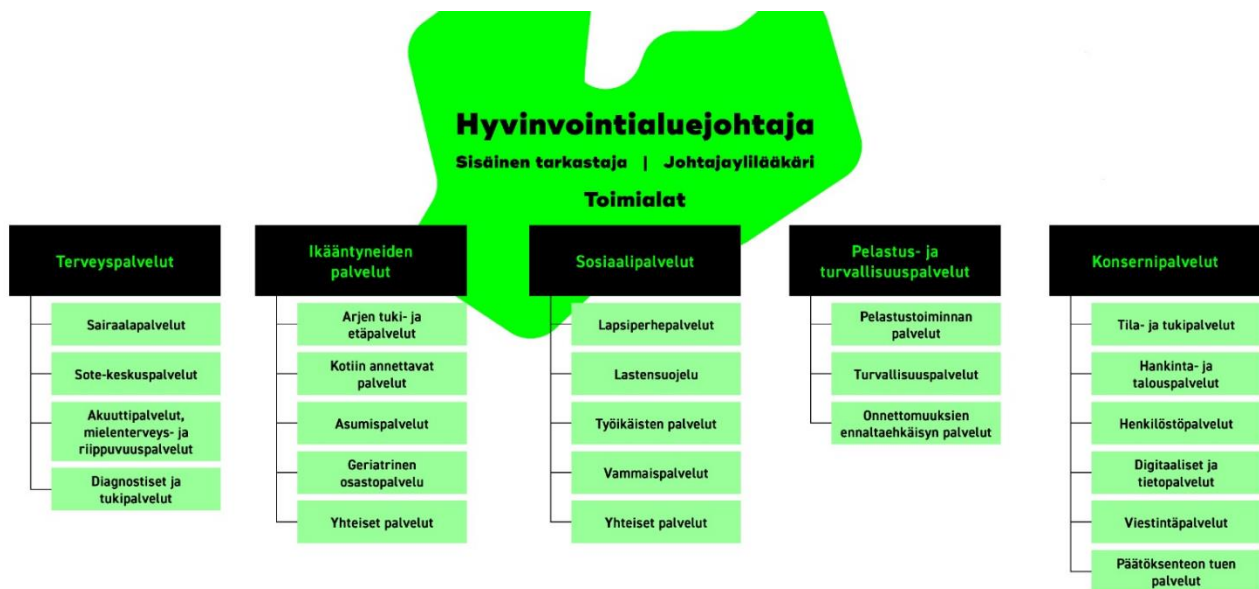 Hyvinvointialuejohtaja
Sisäinen tarkastaja | Johtajaylilääkäri
Toimialat
Terveyspalvelut
Sairaalapalvelut
Sote-keskuspalvelut
Akuuttipalvelut,
mielenterveys- ja
riippuvuuspalvelut
Diagnostiset ja
tukipalvelut
Ikääntyneiden
palvelut
Arjen tuki- ja
etäpalvelut
Kotiin annettavat
palvelut
Asumispalvelut
Geriatrinen
osastopalvelu
Yhteiset palvelut
Sosiaalipalvelut
Lapsiperhepalvelut
Lastensuojelu
Työikäisten palvelut
Vammaispalvelut
Yhteiset palvelut
Pelastus- ja
turvallisuuspalvelut
Pelastustoiminnan
palvelut
Turvallisuuspalvelut
Onnettomuuksien
ennaltaehkäisyn palvelut
Konsernipalvelut
Tila- ja tukipalvelut
Hankinta- ja
talouspalvelut
Henkilöstöpalvelut
Digitaaliset ja
tietopalvelut
Viestintäpalvelut
Päätöksenteon tuen
palvelut